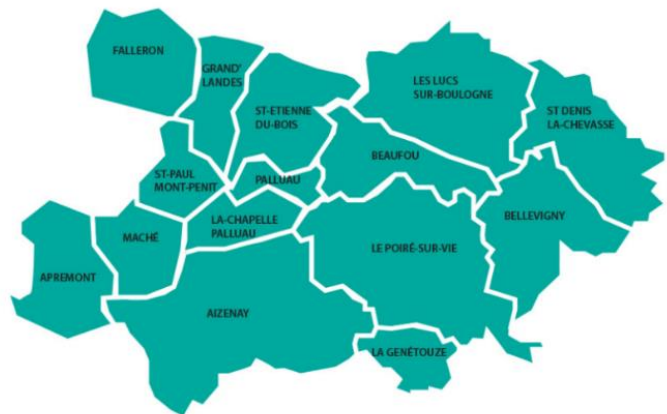 FALLERON
GRAND'
LANDES
ST-ETIENNE
DU-BOIS
LES LUCS
SUR-BOULOGNE
ST DENIS
LA-CHEVASSE
BEAUFOU
ST-PAUL
MONT-PENIT
PALLUAU
LA-CHAPELLE
PALLUAU
BELLEVIGNY
MACHÉ
LE POIRÉ-SUR-VIE
APREMONT
AIZENAY
LA GENÉTOUZE